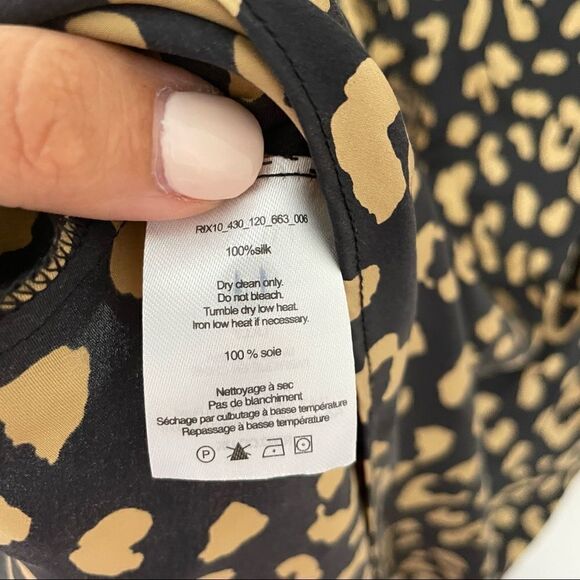 RIX10_430_120_663_006
100%silk
Dry clean only.
Do not bleach.
Tumble dry low heat.
Iron low heat if necessary.
100 % soie
Nettoyage à sec
Pas de blanchiment
Séchage par culbutage à basse température
Repassage à basse température
P